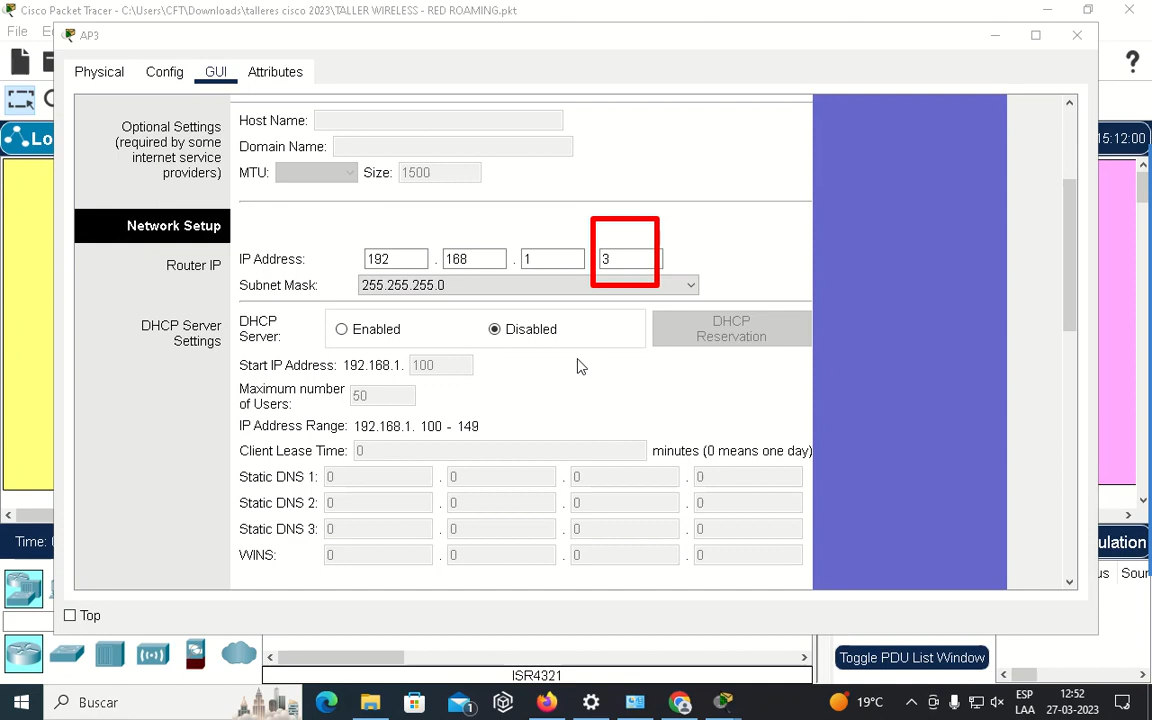 Cisco Packet Tracer - C:\Users\CFT\Downloads\talleres cisco 2023\TALLER WIRELESS - RED ROAMING.pkt
File
AP3
Physical Config GUI Attributes
?
Lo
15:12:00
Optional Settings
(required by some
internet service
providers)
Host Name:
Domain Name:
MTU: Size: 1500
Network Setup
Router IP
IP Address: 192 . 168 . 1 3
Subnet Mask: 255.255.255.0
DHCP Server
Settings
DHCP
Server: Enabled Disabled DHCP
Reservation
Start IP Address: 192.168.1. 100
Maximum number
of Users: 50
IP Address Range: 192.168.1. 100 - 149
Client Lease Time: 0 minutes (0 means one day)
Static DNS 1: 0 . 0 . 0 . 0
Static DNS 2: 0 . 0 . 0 . 0
Static DNS 3: 0 . 0 . 0 . 0
WINS: 0 . 0 . 0 . 0
Time:
ulation
us Sour
Top
ISR4321
Toggle PDU List Window
Buscar
1
19°C
ESP
LAA
12:52
27-03-2023